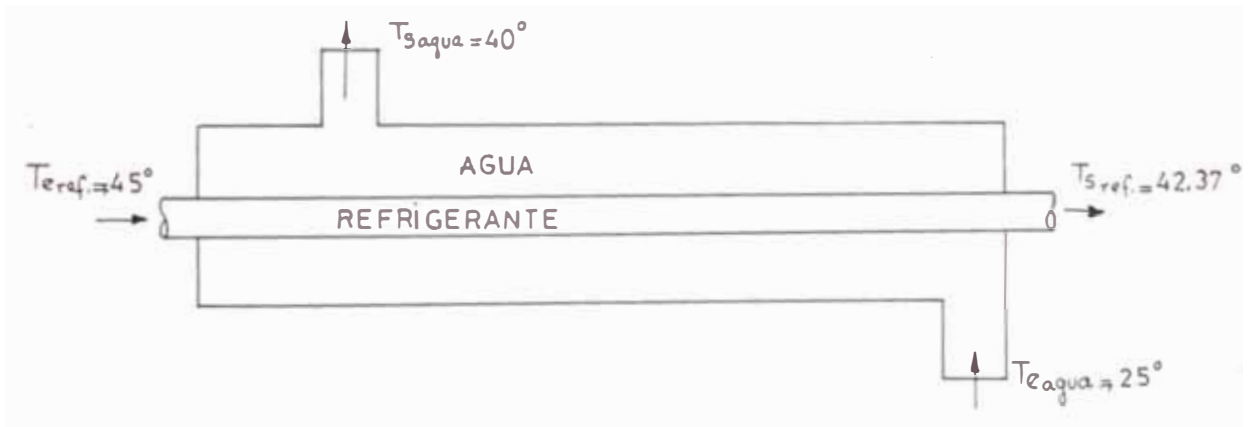 Tsagua=40°
AGUA
Teref.=45°
Tsref.=42.37°
REFRIGERANTE
Teagua=25°